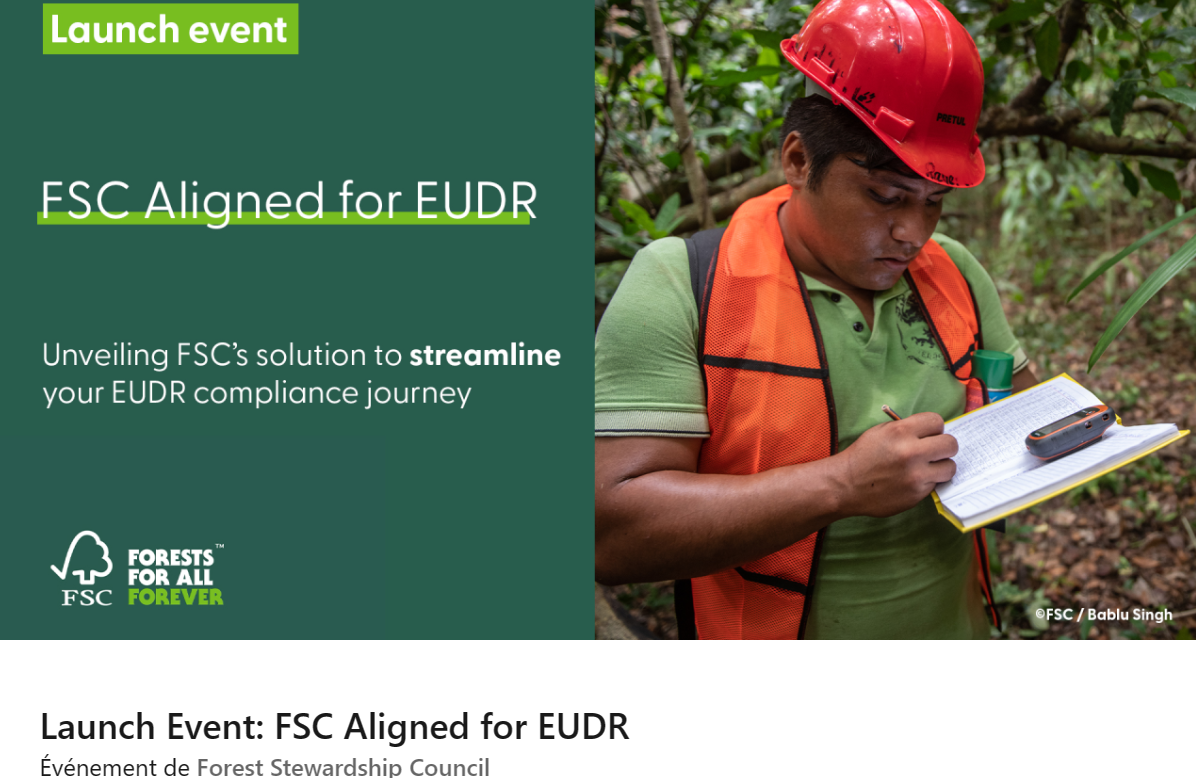 Launch event
FSC Aligned for EUDR
Unveiling FSC's solution to streamline
your EUDR compliance journey
FORESTS™
FOR ALL
FOREVER
FSC
PRETUL
©FSC / Bablu Singh
Launch Event: FSC Aligned for EUDR
Événement de Forest Stewardship Council